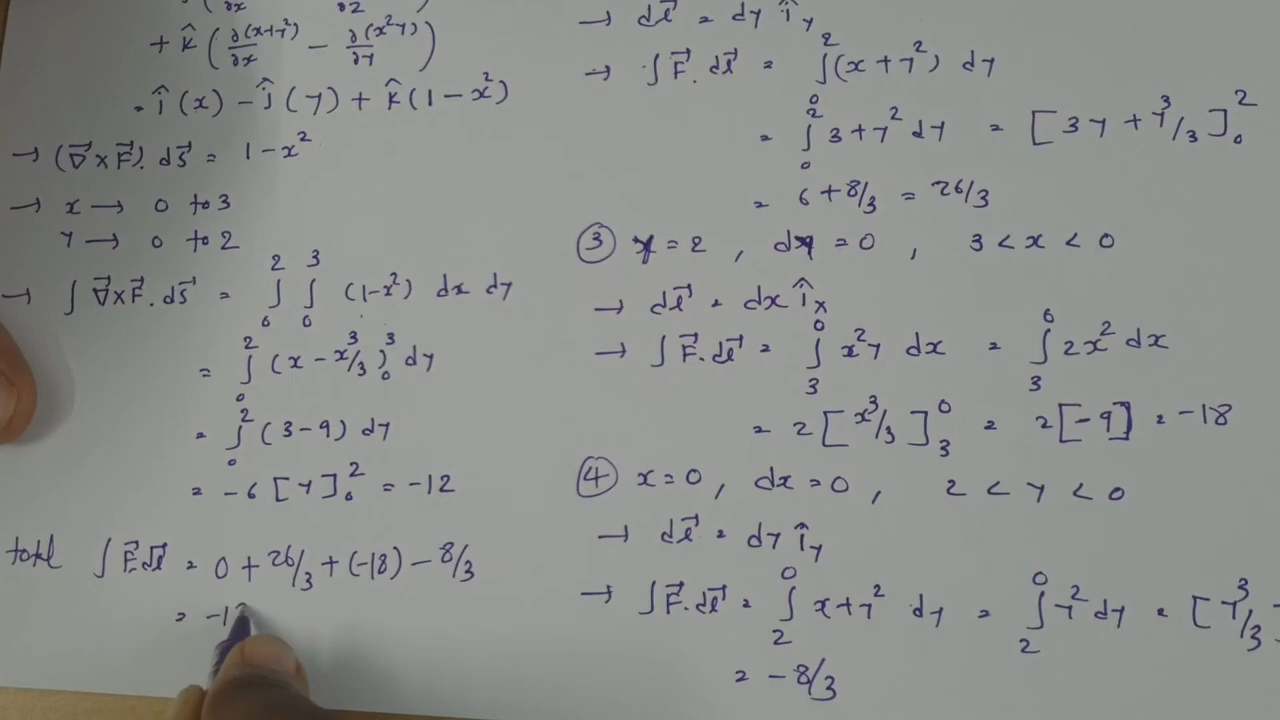 ∂x ∂z
+ k̂ (∂(x+y²)/∂x − ∂(x²y)/∂y)
= î(x) − ĵ(y) + k̂(1−x²)
→ (∇⃗×F⃗). ds⃗ = 1−x²
→ x → 0 to 3
y → 0 to 2
→ ∫ ∇⃗×F⃗. ds⃗ = ∫₀² ∫₀³ (1−x²) dx dy
= ∫₀² (x − x³/3)₀³ dy
= ∫₀² (3−9) dy
= −6 [y]₀² = −12
total ∫ F⃗.dl⃗ = 0 + 26/3 + (−18) − 8/3
= −12
→ dl⃗ = dy î_y
→ ∫F⃗. dl⃗ = ∫₀² (x+y²) dy
= ∫₀² 3+y² dy = [3y + y³/3]₀²
= 6+8/3 = 26/3
③ y = 2 , dy = 0 , 3 < x < 0
→ dl⃗ = dx î_x
→ ∫F⃗.dl⃗ = ∫₃⁰ x²y dx = ∫₃⁰ 2x² dx
= 2[x³/3]₃⁰ = 2[−9] = −18
④ x=0 , dx=0 , 2 < y < 0
→ dl⃗ = dy î_y
→ ∫F⃗.dl⃗ = ∫₂⁰ x+y² dy = ∫₂⁰ y² dy = [y³/3
= −8/3